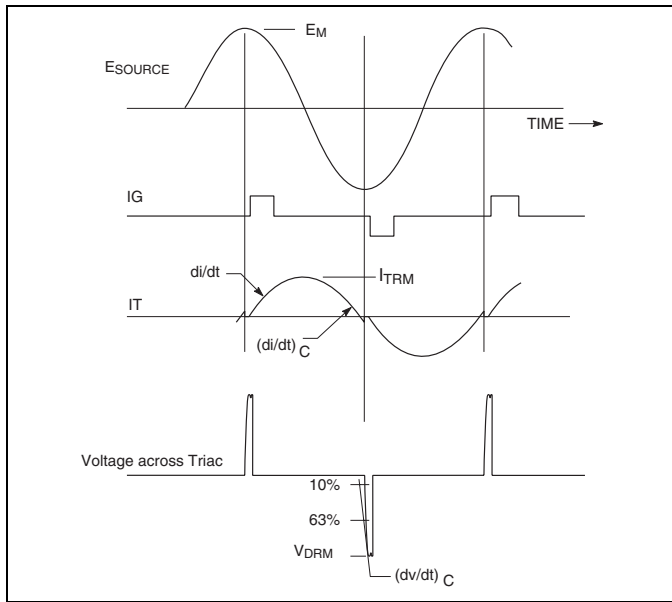 EM
ESOURCE
TIME
IG
di/dt
ITRM
IT
(di/dt) C
Voltage across Triac
10%
63%
VDRM
(dv/dt) C